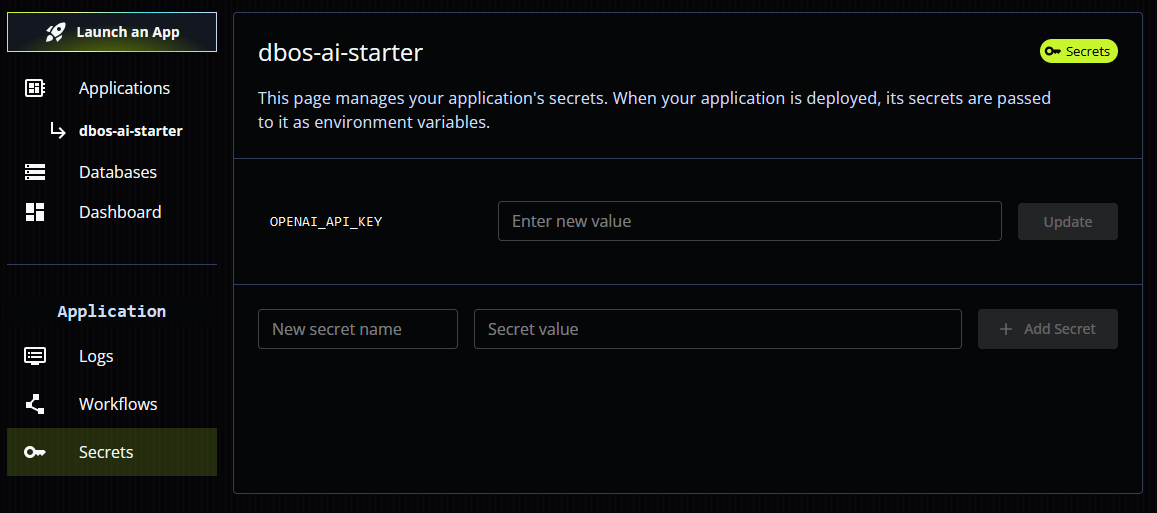 Launch an App
Applications
dbos-ai-starter
Databases
Dashboard
Application
Logs
Workflows
Secrets
dbos-ai-starter
Secrets
This page manages your application's secrets. When your application is deployed, its secrets are passed
to it as environment variables.
OPENAI_API_KEY
Enter new value
Update
New secret name
Secret value
+ Add Secret